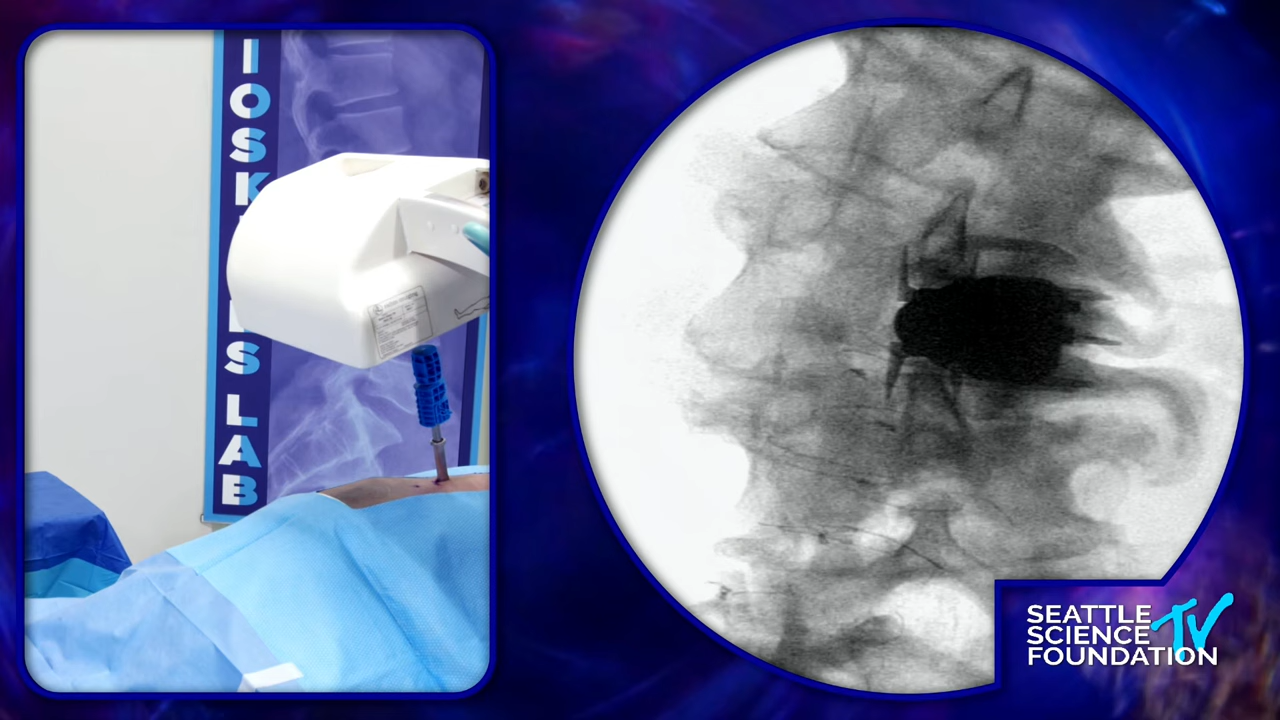 IOSK
S
LAB
SEATTLE
SCIENCE TV
FOUNDATION